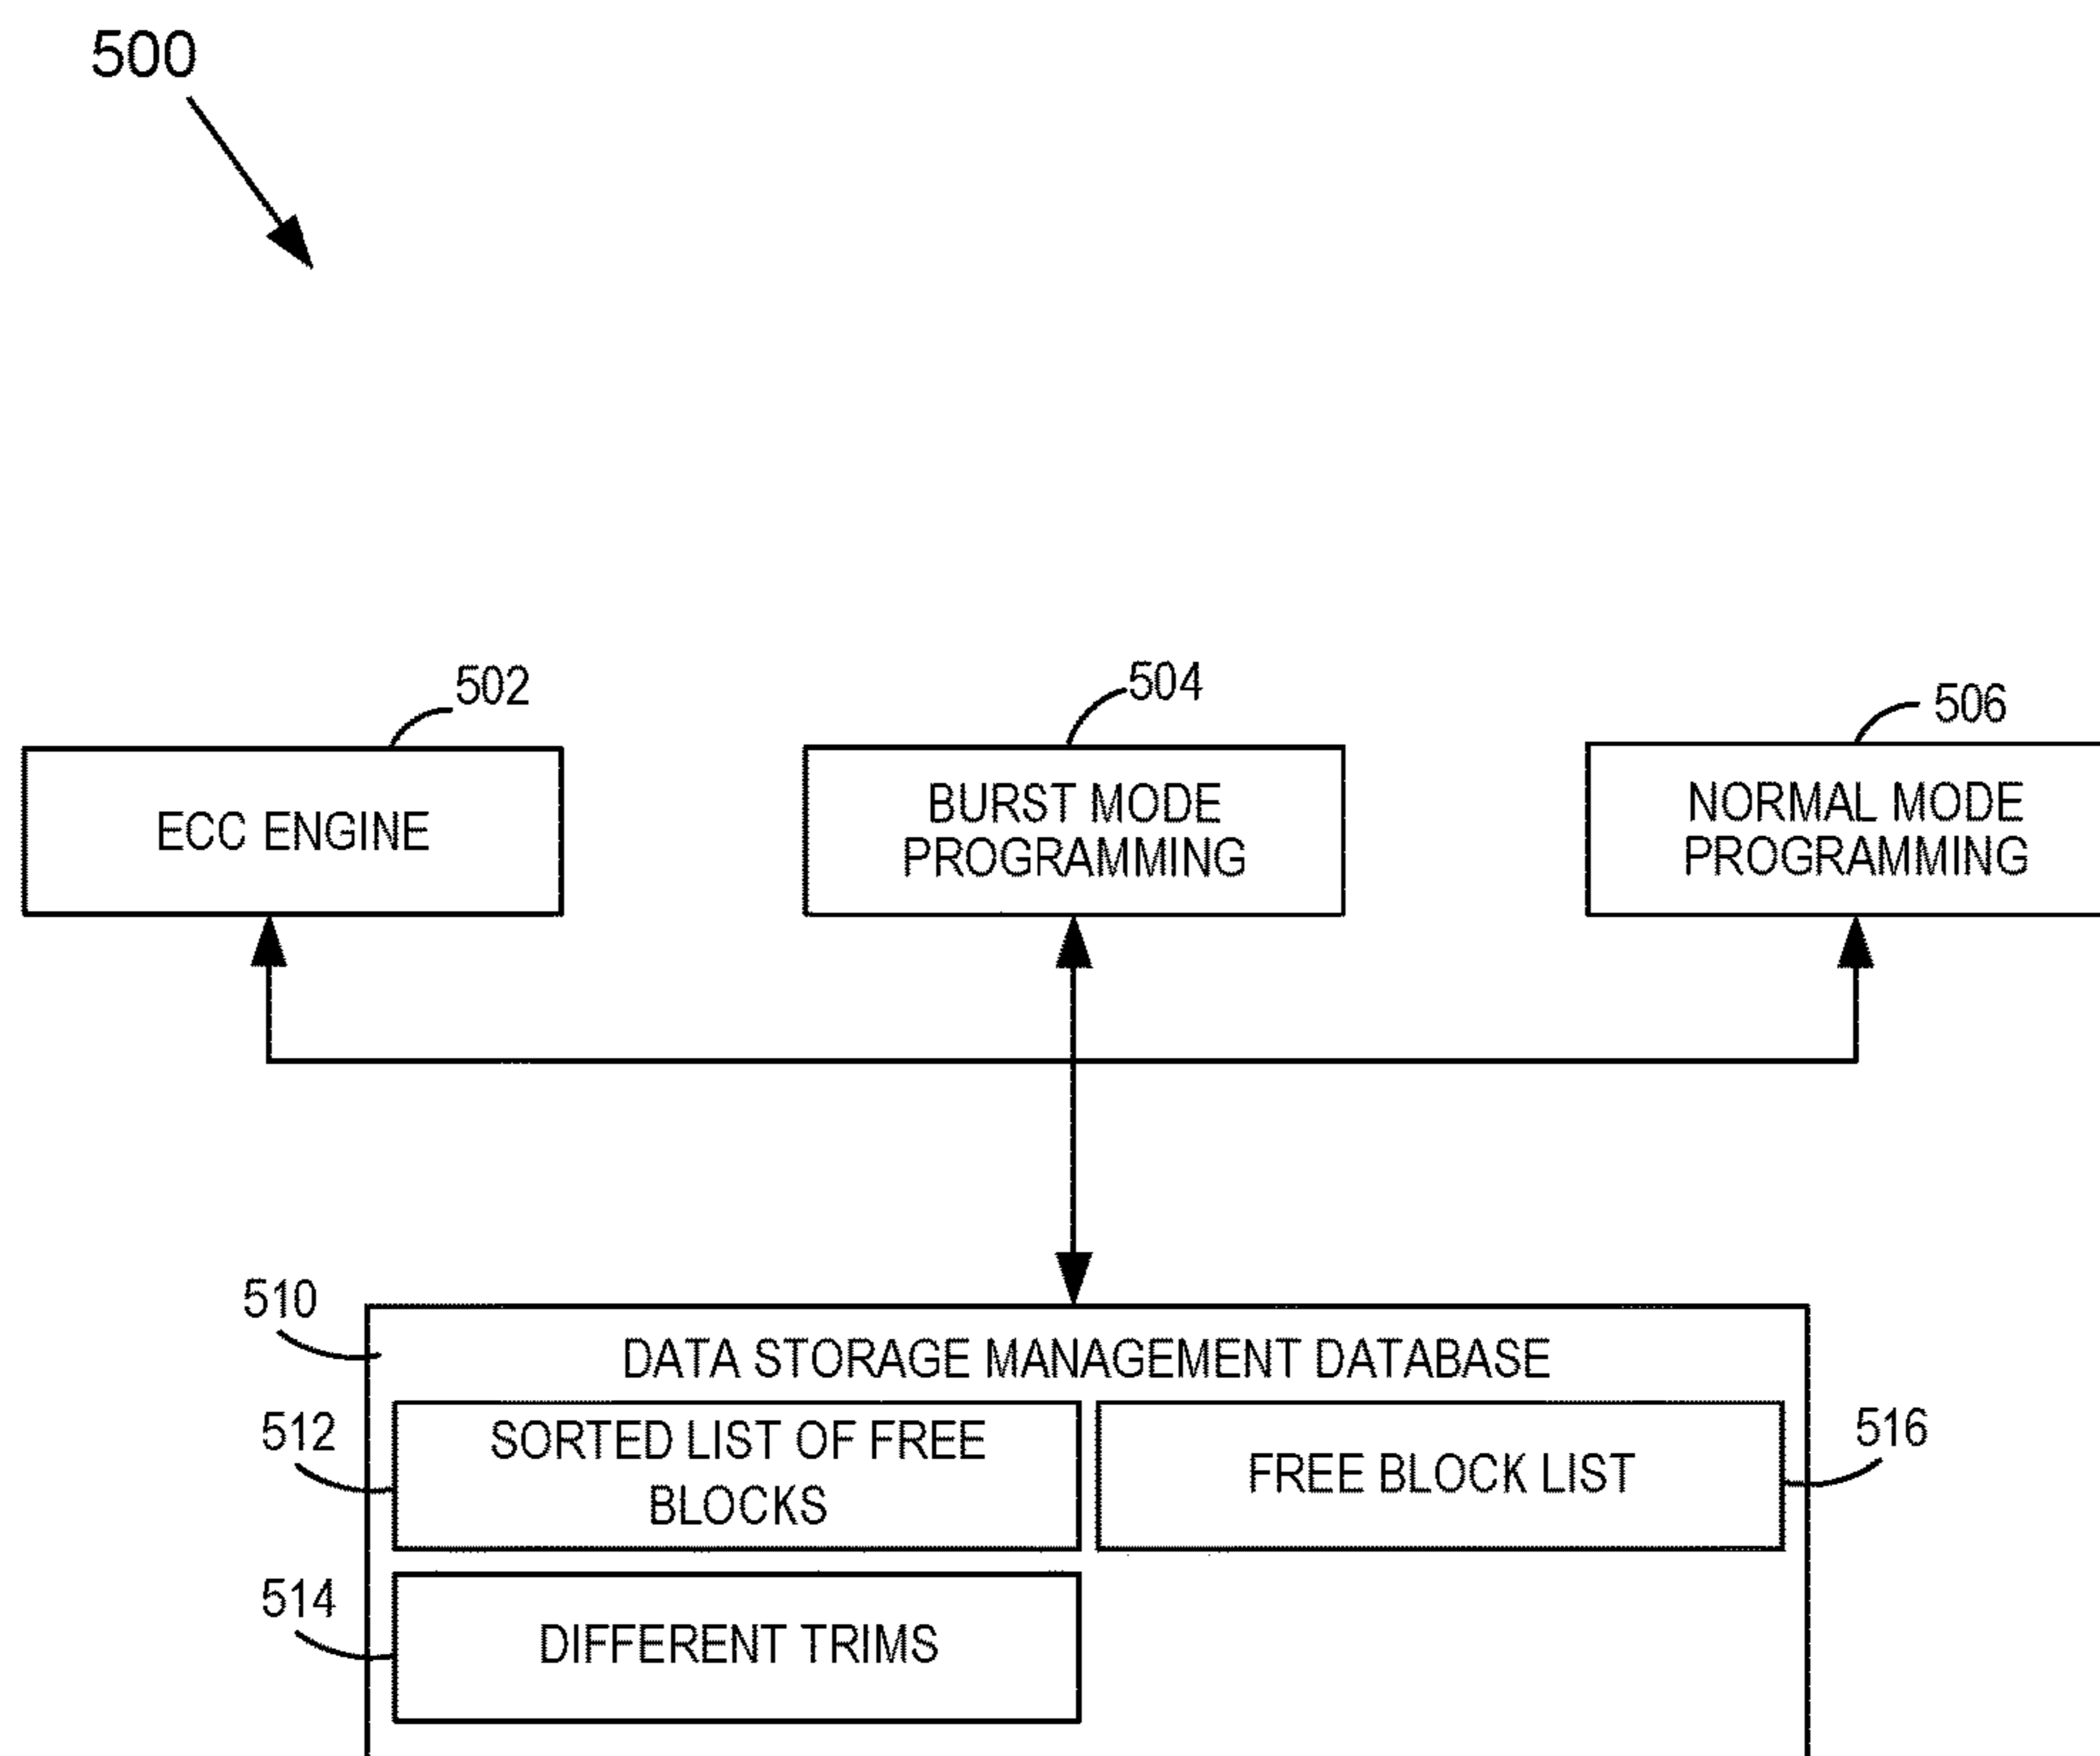 500
502
504
506
ECC ENGINE
BURST MODE
PROGRAMMING
NORMAL MODE
PROGRAMMING
510
DATA STORAGE MANAGEMENT DATABASE
512
SORTED LIST OF FREE
BLOCKS
FREE BLOCK LIST
516
514
DIFFERENT TRIMS